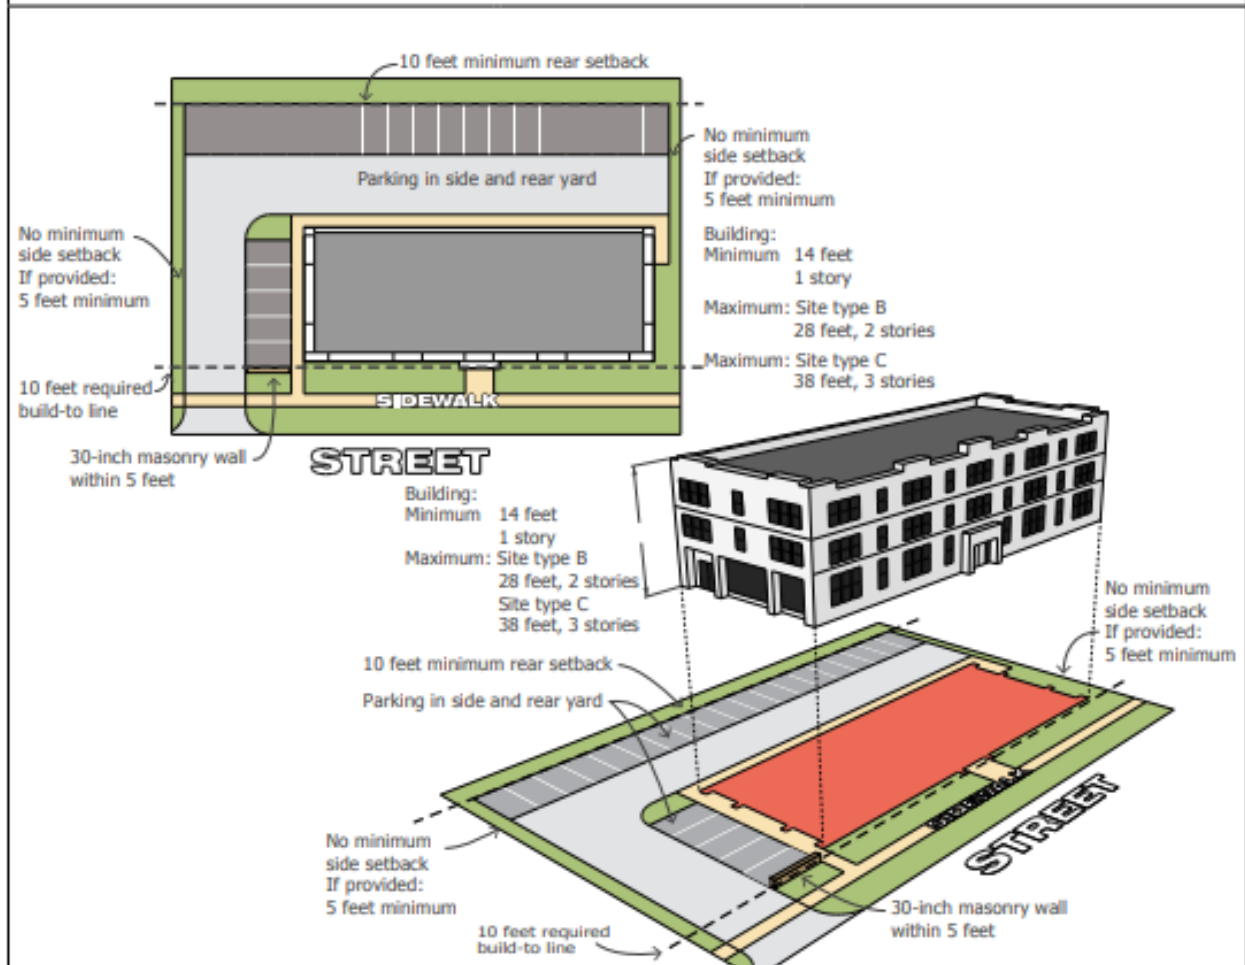 10 feet minimum rear setback
No minimum
side setback
If provided:
5 feet minimum
Parking in side and rear yard
No minimum
side setback
If provided:
5 feet minimum
Building:
Minimum 14 feet
1 story
Maximum: Site type B
28 feet, 2 stories
Maximum: Site type C
38 feet, 3 stories
10 feet required
build-to line
SIDEWALK
30-inch masonry wall
within 5 feet
STREET
Building:
Minimum 14 feet
1 story
Maximum: Site type B
28 feet, 2 stories
Site type C
38 feet, 3 stories
No minimum
side setback
If provided:
5 feet minimum
10 feet minimum rear setback
Parking in side and rear yard
SIDEWALK
STREET
No minimum
side setback
If provided:
5 feet minimum
30-inch masonry wall
within 5 feet
10 feet required
build-to line